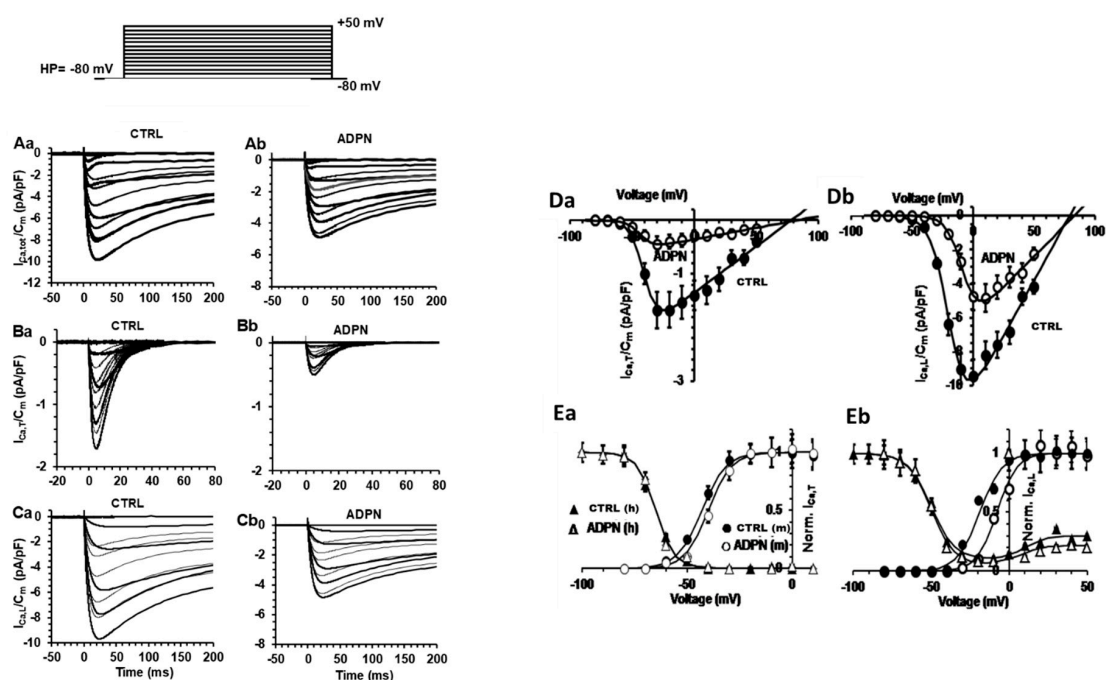 +50 mV
HP= -80 mV
-80 mV
Aa
CTRL
0
-2
-4
-6
-8
-10
-12
-50 0 50 100 150 200
I_Ca,tot/C_m (pA/pF)
Ab
ADPN
0
-2
-4
-6
-8
-50 0 50 100 150 200
Ba
CTRL
0
-1
-2
-20 0 20 40 60 80
I_Ca,T/C_m (pA/pF)
Bb
ADPN
0
-1
-2
-20 0 20 40 60 80
Ca
CTRL
0
-2
-4
-6
-8
-10
-50 0 50 100 150 200
Time (ms)
I_Ca,L/C_m (pA/pF)
Cb
ADPN
0
-2
-4
-6
-8
-50 0 50 100 150 200
Time (ms)
Da
Voltage (mV)
-100 -50 50 100
ADPN
-1
CTRL
-3
I_Ca,T/C_m (pA/pF)
Db
Voltage (mV)
0
-100 -50 0 50 100
-2
ADPN
-6
CTRL
-8
-10
I_Ca,L/C_m (pA/pF)
Ea
1
0.5
0
CTRL (h)
ADPN (h)
CTRL (m)
ADPN (m)
Norm. I_Ca,T
-100 -50 0
Voltage (mV)
Eb
1
0.5
0
Norm. I_Ca,L
-100 -50 0 50
Voltage (mV)